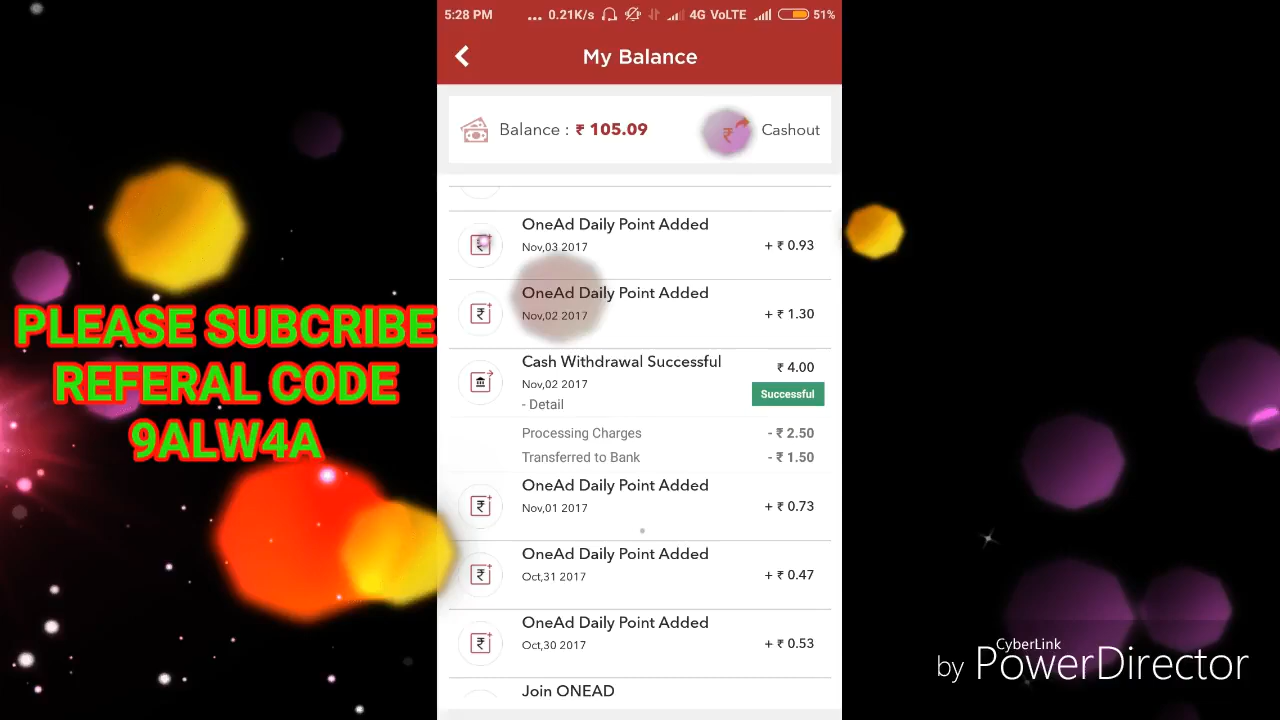 5:28 PM ... 0.21K/s 4G VoLTE 51%
My Balance
Balance : ₹ 105.09 Cashout
OneAd Daily Point Added
Nov,03 2017 + ₹ 0.93
OneAd Daily Point Added
Nov,02 2017 + ₹ 1.30
Cash Withdrawal Successful ₹ 4.00
Nov,02 2017 Successful
- Detail
Processing Charges - ₹ 2.50
Transferred to Bank - ₹ 1.50
OneAd Daily Point Added
Nov,01 2017 + ₹ 0.73
OneAd Daily Point Added
Oct,31 2017 + ₹ 0.47
OneAd Daily Point Added
Oct,30 2017 + ₹ 0.53
Join ONEAD
PLEASE SUBCRIBE
REFERAL CODE
9ALW4A
CyberLink
by PowerDirector